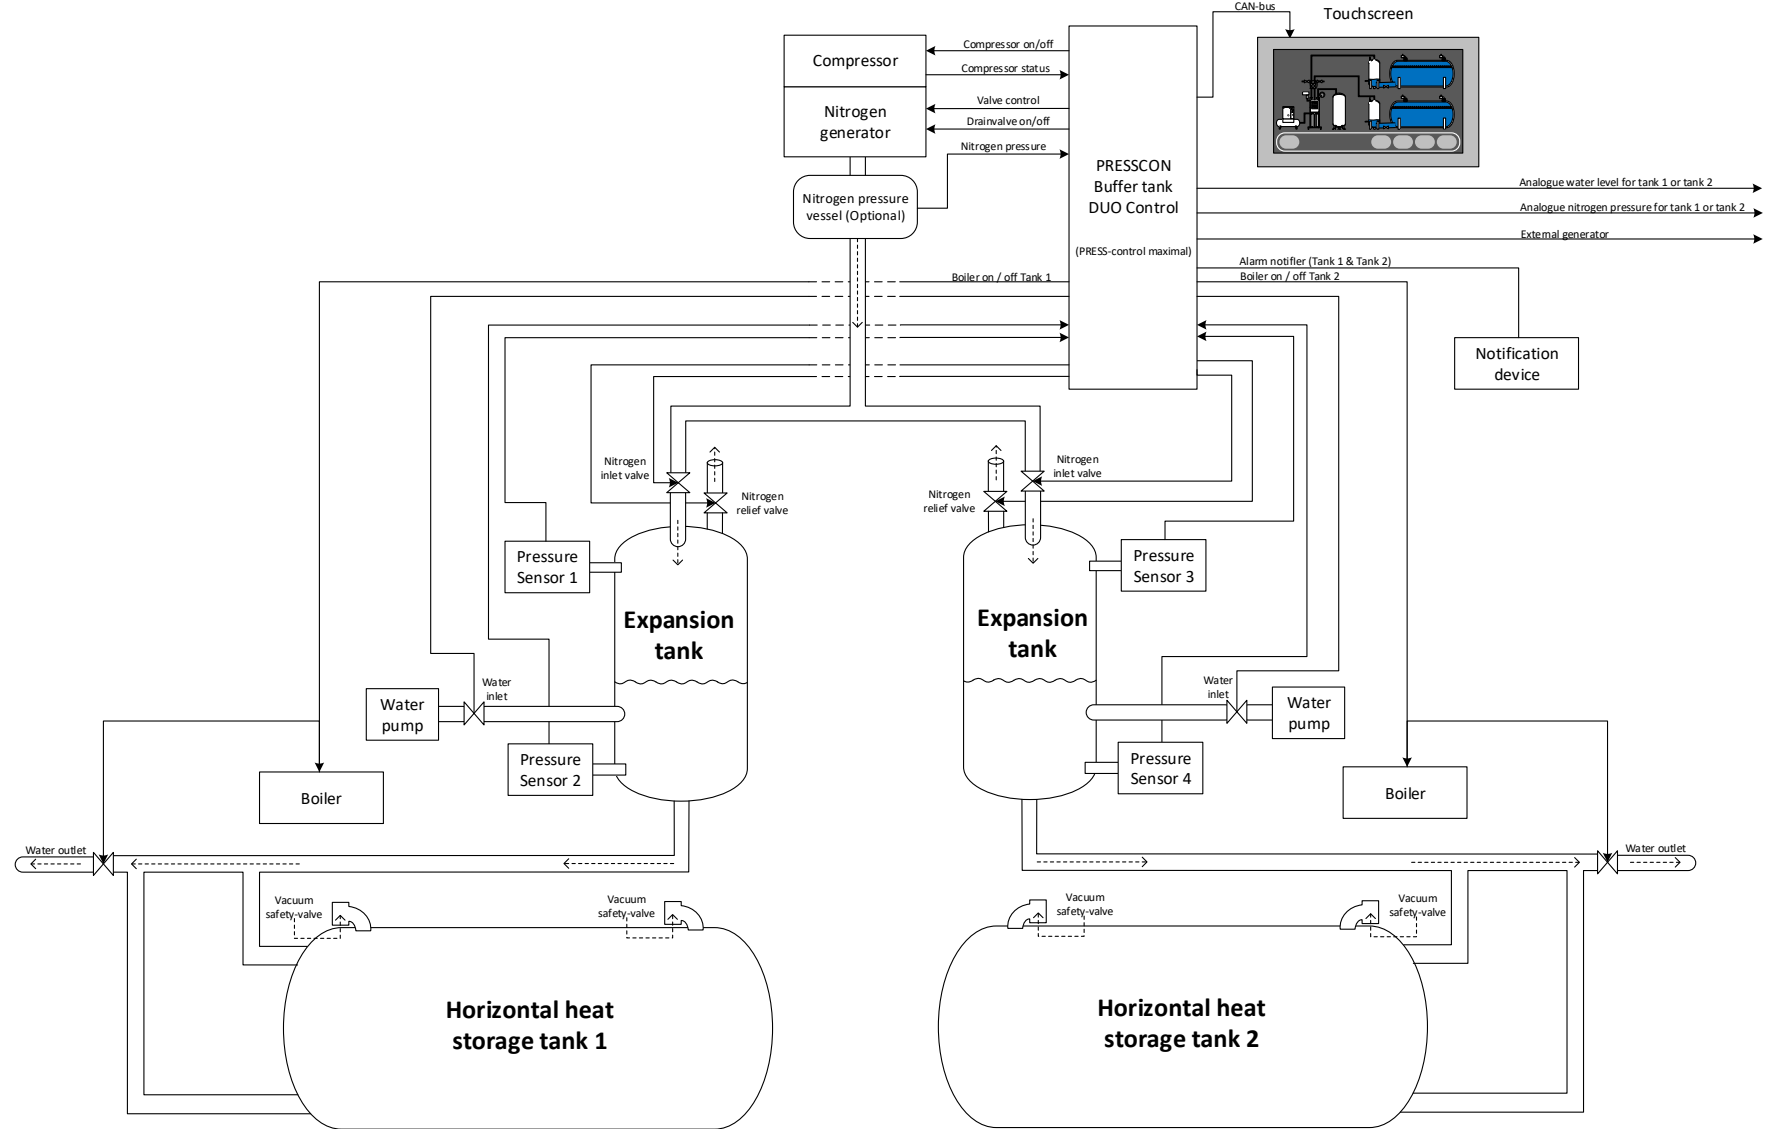 CAN-bus
Touchscreen
Compressor
Compressor on/off
Compressor status
Nitrogen
generator
Valve control
Drainvalve on/off
Nitrogen pressure
Nitrogen pressure
vessel (Optional)
PRESSCON
Buffer tank
DUO Control
(PRESS-control maximal)
Analogue water level for tank 1 or tank 2
Analogue nitrogen pressure for tank 1 or tank 2
External generator
Alarm notifier (Tank 1 & Tank 2)
Boiler on / off Tank 1
Boiler on / off Tank 2
Notification
device
Nitrogen
inlet valve
Nitrogen
relief valve
Nitrogen
relief valve
Nitrogen
inlet valve
Pressure
Sensor 1
Pressure
Sensor 3
Expansion
tank
Expansion
tank
Water
inlet
Water
inlet
Water
pump
Water
pump
Pressure
Sensor 2
Pressure
Sensor 4
Boiler
Boiler
Water outlet
Water outlet
Vacuum
safety-valve
Vacuum
safety-valve
Vacuum
safety-valve
Vacuum
safety-valve
Horizontal heat
storage tank 1
Horizontal heat
storage tank 2